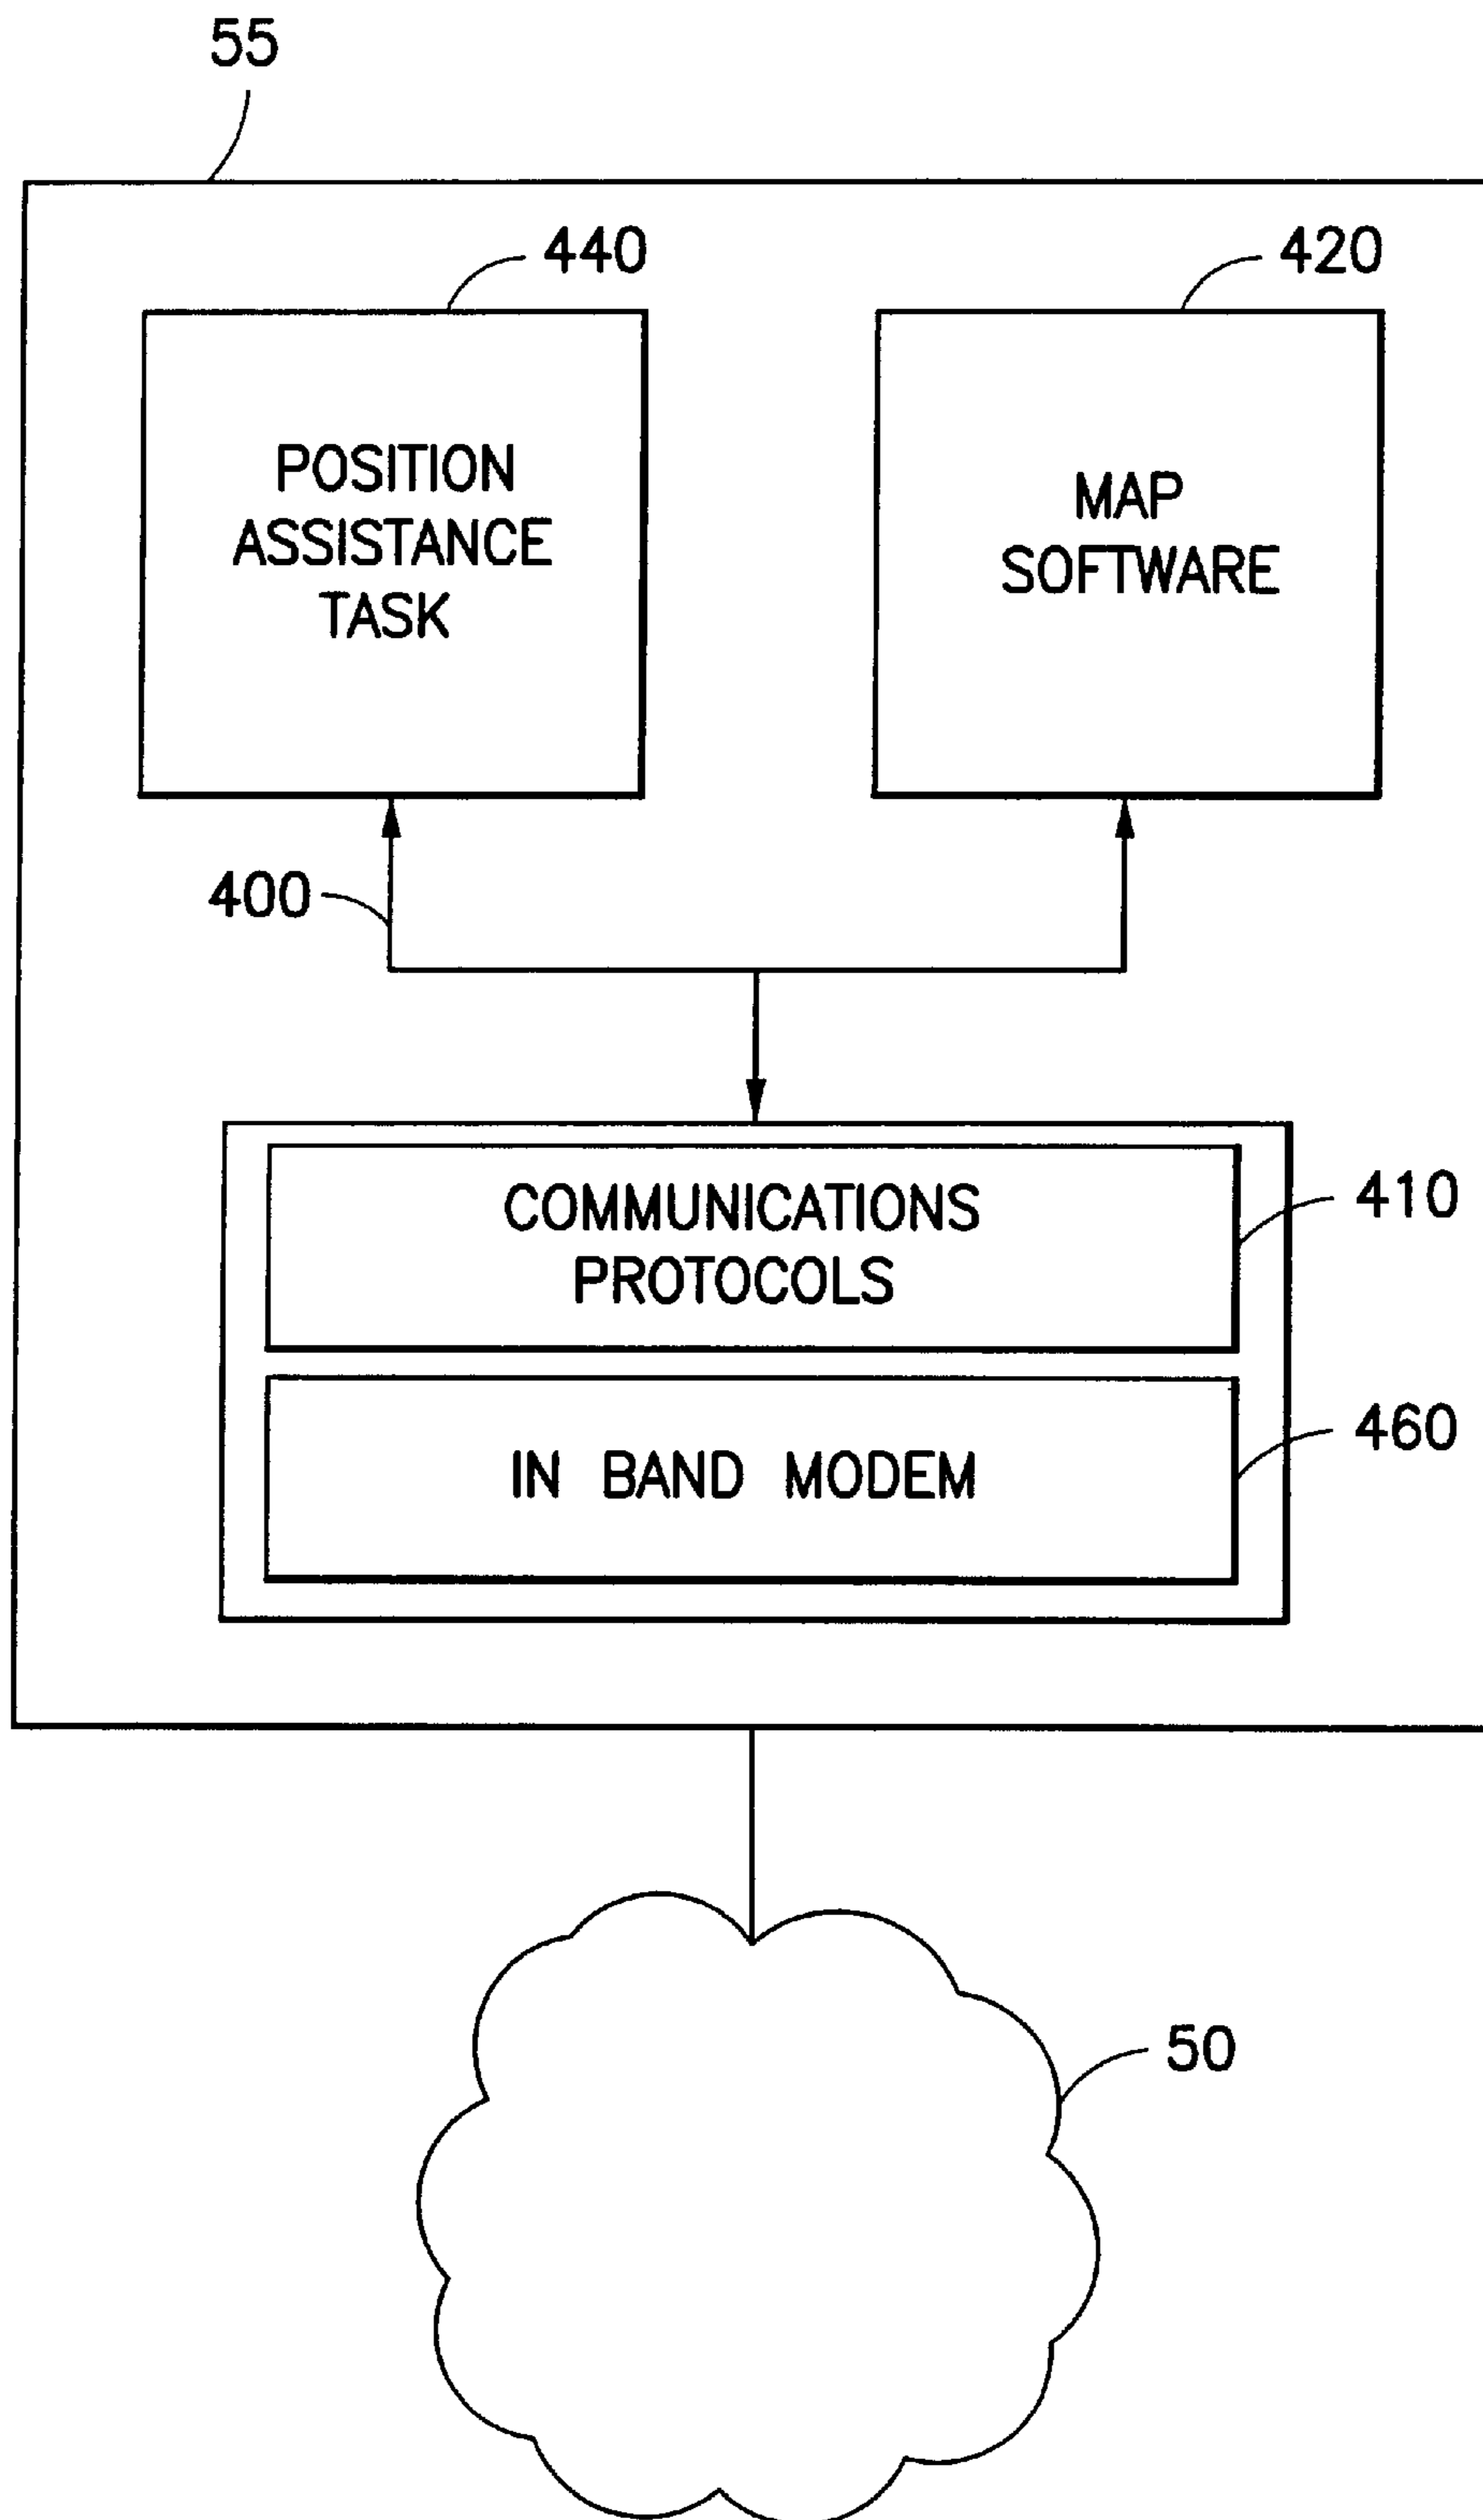 55
440
420
POSITION
ASSISTANCE
TASK
MAP
SOFTWARE
400
COMMUNICATIONS
PROTOCOLS
410
IN BAND MODEM
460
50